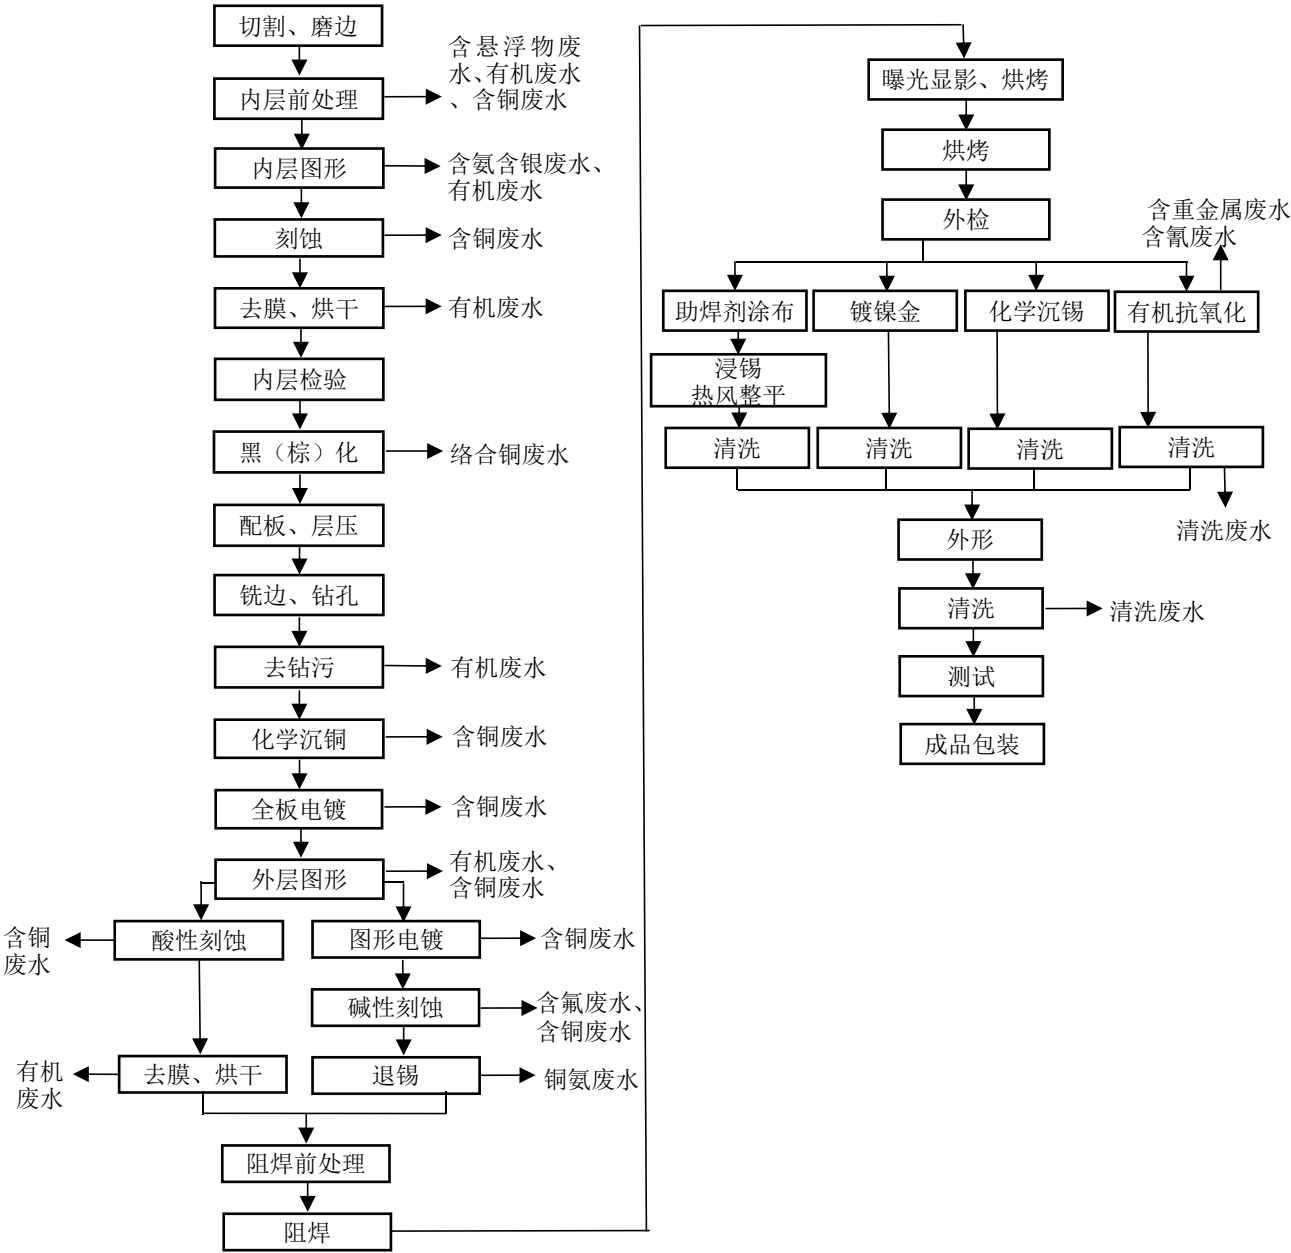 切割、磨边
含悬浮物废
水、有机废水
、含铜废水
内层前处理
内层图形
含氨含银废水、
有机废水
刻蚀
含铜废水
去膜、烘干
有机废水
内层检验
黑（棕）化
络合铜废水
配板、层压
铣边、钻孔
去钻污
有机废水
化学沉铜
含铜废水
全板电镀
含铜废水
外层图形
有机废水、
含铜废水
含铜
废水
酸性刻蚀
图形电镀
含铜废水
碱性刻蚀
含氟废水、
含铜废水
有机
废水
去膜、烘干
退锡
铜氨废水
阻焊前处理
阻焊
曝光显影、烘烤
烘烤
外检
含重金属废水
含氰废水
助焊剂涂布
镀镍金
化学沉锡
有机抗氧化
浸锡
热风整平
清洗
清洗
清洗
清洗
清洗废水
外形
清洗
清洗废水
测试
成品包装